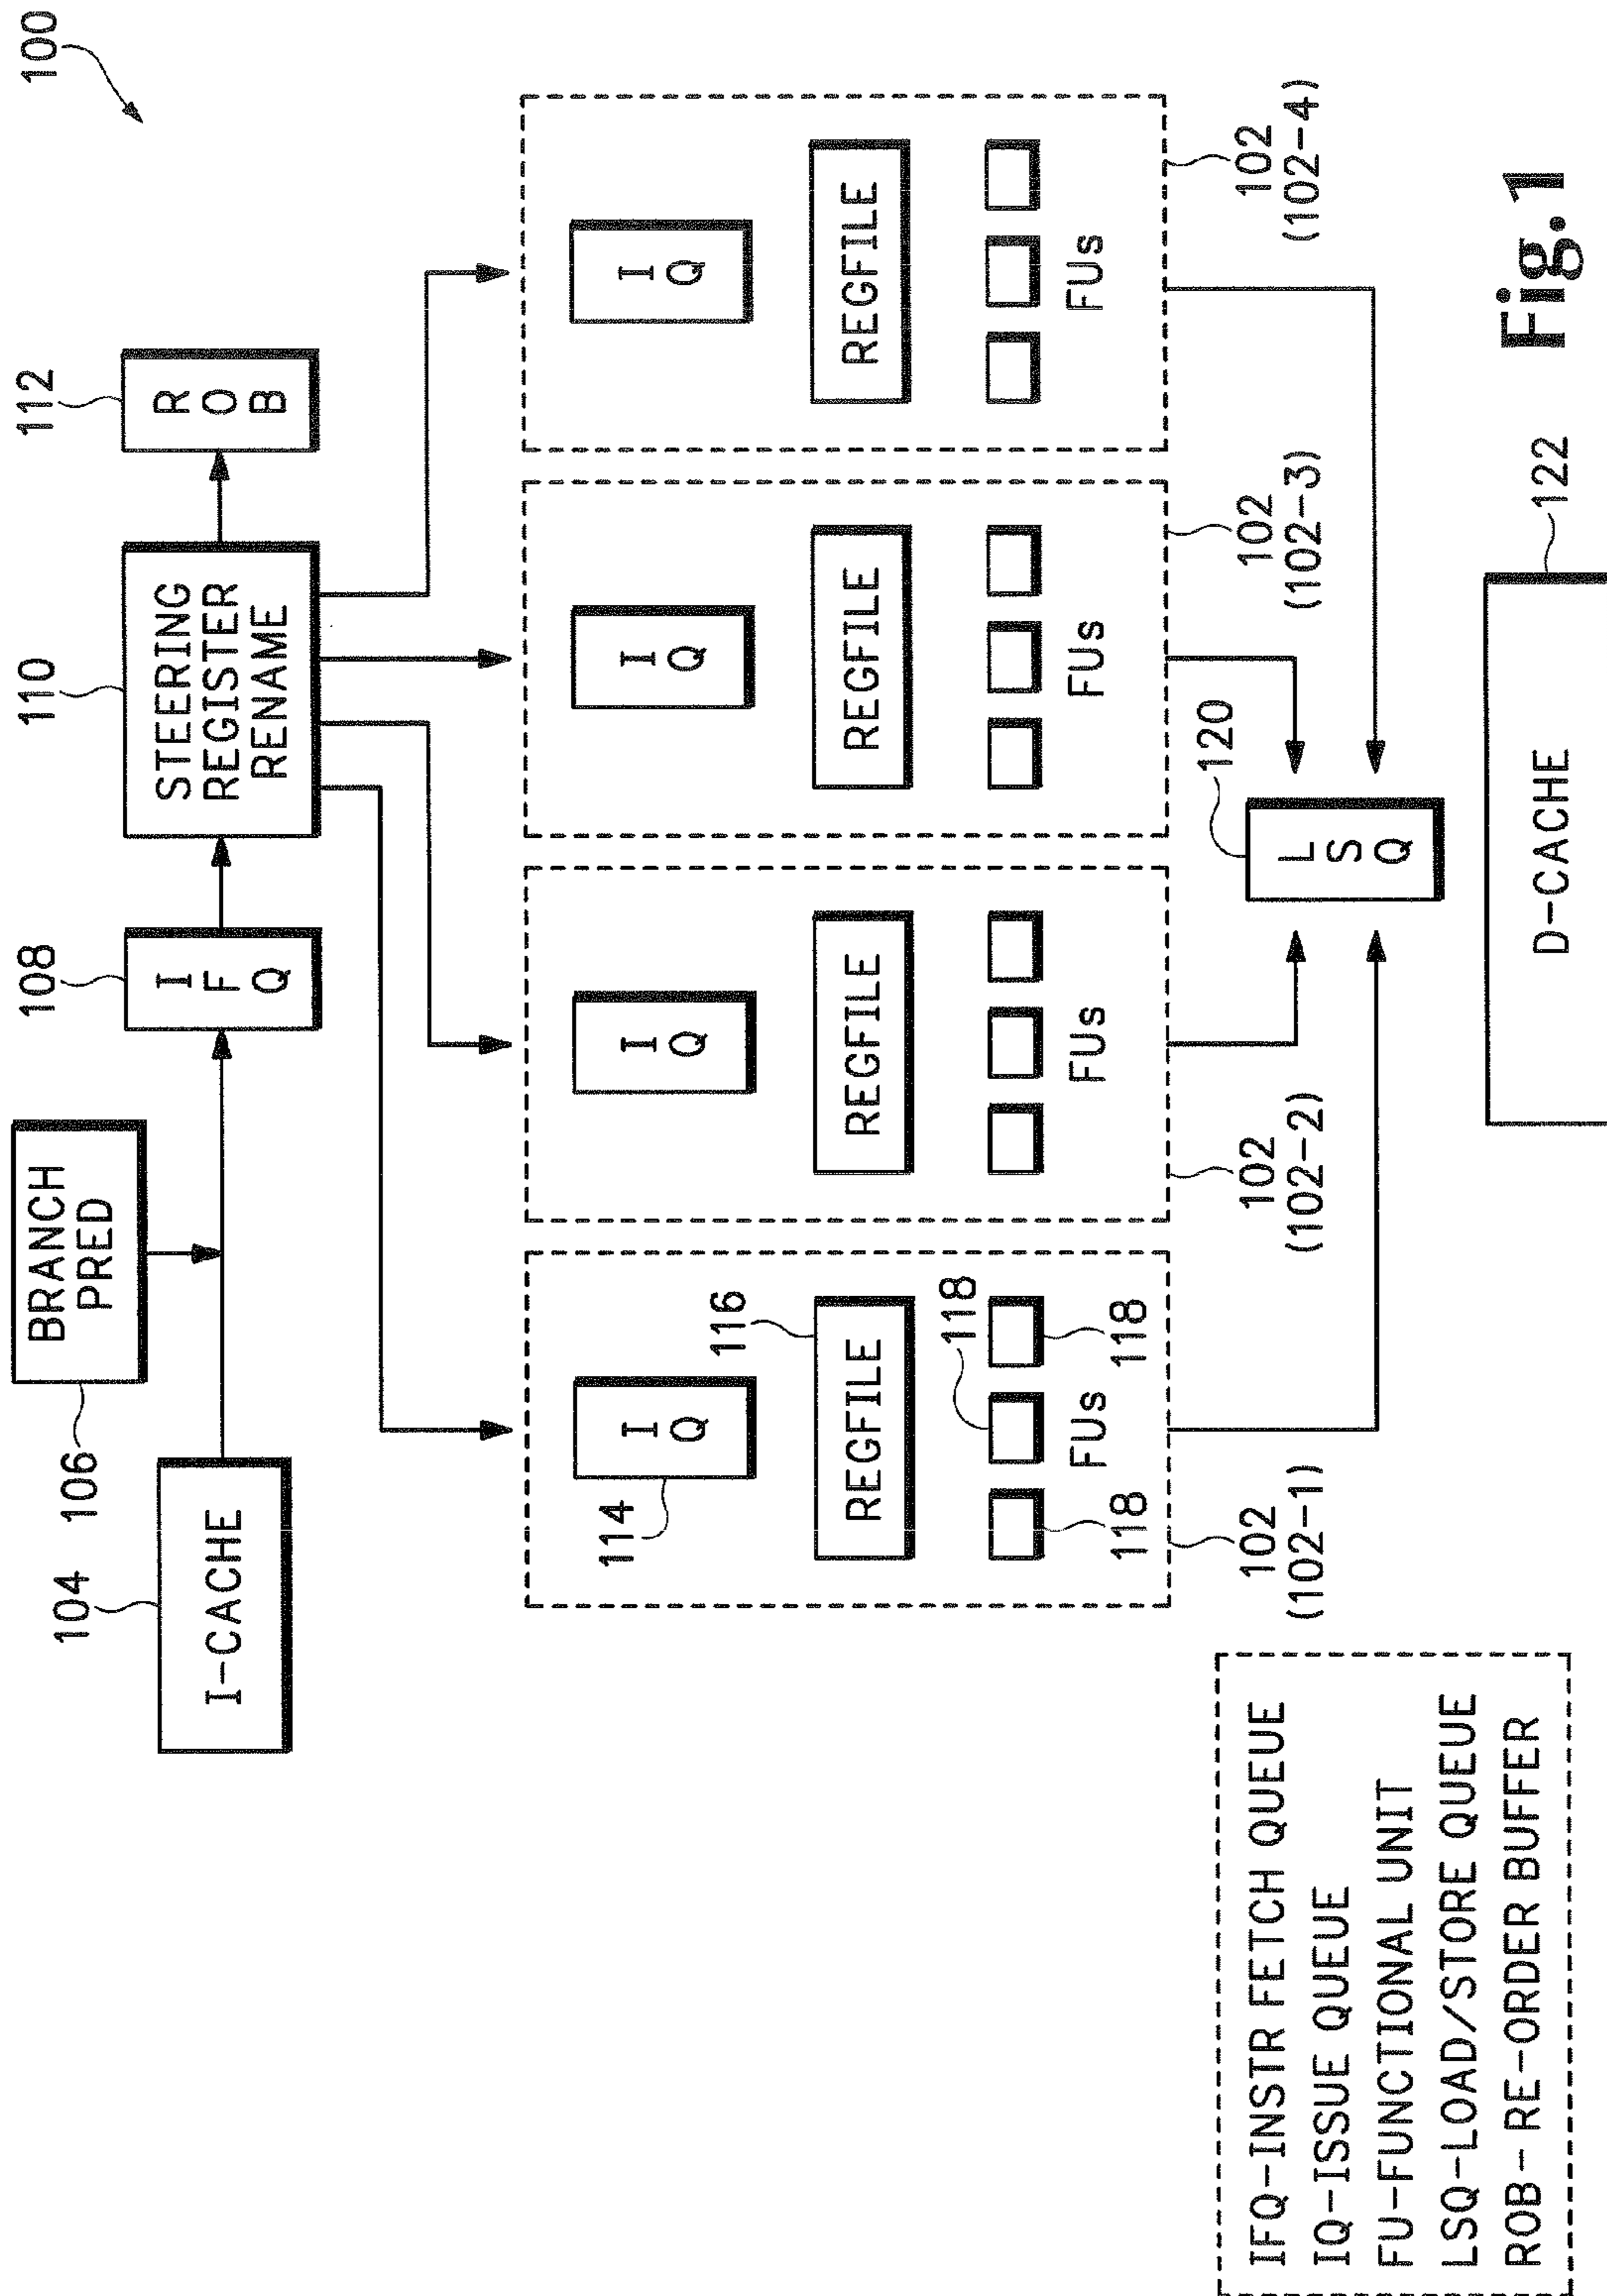 100
BRANCH
PRED
106
104
I-CACHE
108
I
F
Q
110
STEERING
REGISTER
RENAME
112
R
O
B
I
Q
114
REGFILE
116
118
118
118
FUs
102
(102-1)
I
Q
REGFILE
FUs
102
(102-2)
I
Q
REGFILE
FUs
102
(102-3)
I
Q
REGFILE
FUs
102
(102-4)
120
L
S
Q
D-CACHE
122
IFQ-INSTR FETCH QUEUE
IQ-ISSUE QUEUE
FU-FUNCTIONAL UNIT
LSQ-LOAD/STORE QUEUE
ROB-RE-ORDER BUFFER
Fig.1